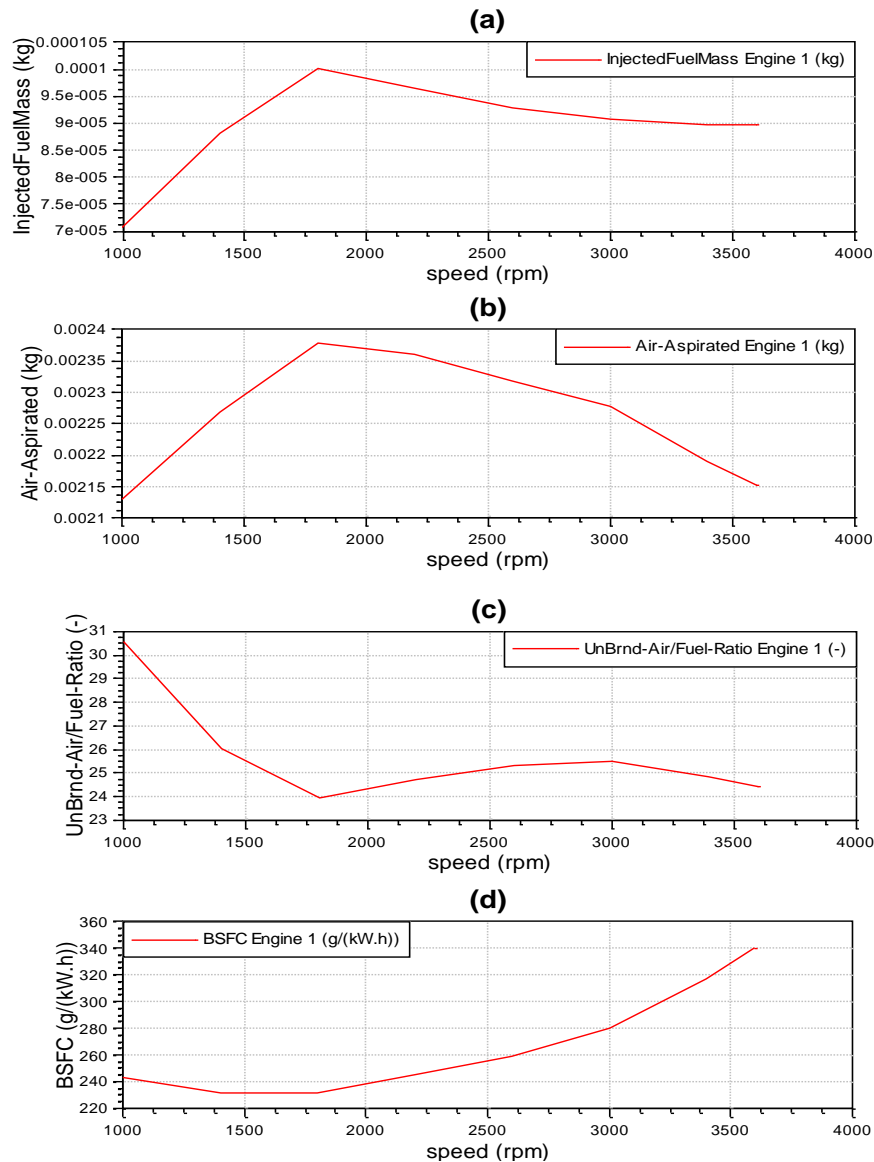 (a)
0.000105
0.0001
9.5e-005
9e-005
8.5e-005
8e-005
7.5e-005
7e-005
InjectedFuelMass (kg)
InjectedFuelMass Engine 1 (kg)
1000 1500 2000 2500 3000 3500 4000
speed (rpm)
(b)
0.0024
0.00235
0.0023
0.00225
0.0022
0.00215
0.0021
Air-Aspirated (kg)
Air-Aspirated Engine 1 (kg)
1000 1500 2000 2500 3000 3500 4000
speed (rpm)
(c)
31
30
29
28
27
26
25
24
23
UnBrnd-Air/Fuel-Ratio (-)
UnBrnd-Air/Fuel-Ratio Engine 1 (-)
1000 1500 2000 2500 3000 3500 4000
speed (rpm)
(d)
360
340
320
300
280
260
240
220
BSFC (g/(kW.h))
BSFC Engine 1 (g/(kW.h))
1000 1500 2000 2500 3000 3500 4000
speed (rpm)